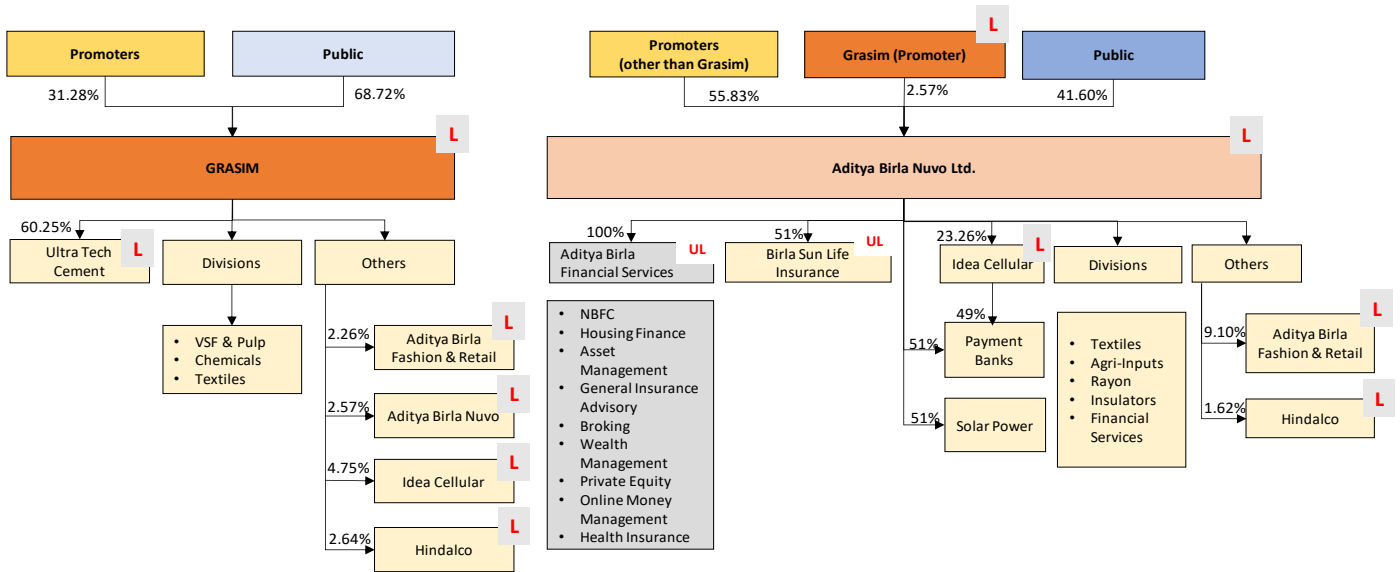 Promoters
Public
31.28%
68.72%
L
GRASIM
60.25%
Ultra Tech
Cement
L
Divisions
Others
• VSF & Pulp
• Chemicals
• Textiles
2.26%
Aditya Birla
Fashion & Retail
L
2.57%
Aditya Birla Nuvo
L
4.75%
Idea Cellular
L
2.64%
Hindalco
L
Promoters
(other than Grasim)
Grasim (Promoter)
L
Public
55.83%
2.57%
41.60%
L
Aditya Birla Nuvo Ltd.
100%
Aditya Birla
Financial Services
UL
51%
Birla Sun Life
Insurance
UL
23.26%
Idea Cellular
L
Divisions
Others
• NBFC
• Housing Finance
• Asset
Management
• General Insurance
Advisory
• Broking
• Wealth
Management
• Private Equity
• Online Money
Management
• Health Insurance
49%
51%
Payment
Banks
51%
Solar Power
• Textiles
• Agri-Inputs
• Rayon
• Insulators
• Financial
Services
9.10%
Aditya Birla
Fashion & Retail
L
1.62%
Hindalco
L